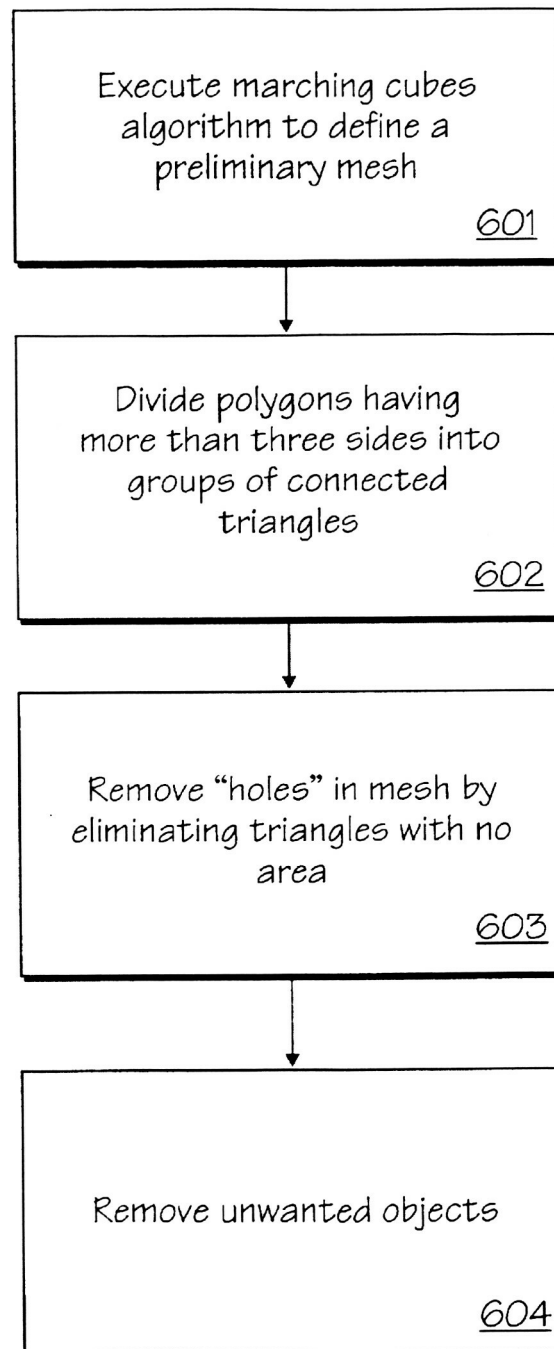 Execute marching cubes
algorithm to define a
preliminary mesh
601
Divide polygons having
more than three sides into
groups of connected
triangles
602
Remove “holes” in mesh by
eliminating triangles with no
area
603
Remove unwanted objects
604